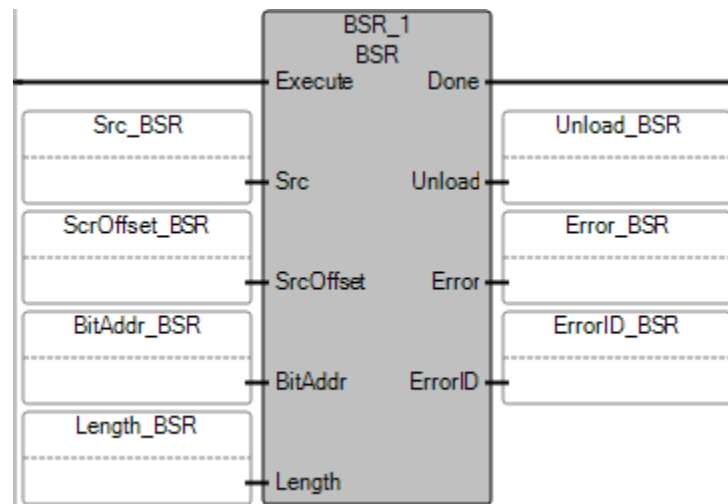 BSR_1
BSR
Execute Done
Src_BSR Unload_BSR
Src Unload
ScrOffset_BSR Error_BSR
SrcOffset Error
BitAddr_BSR ErrorID_BSR
BitAddr ErrorID
Length_BSR
Length